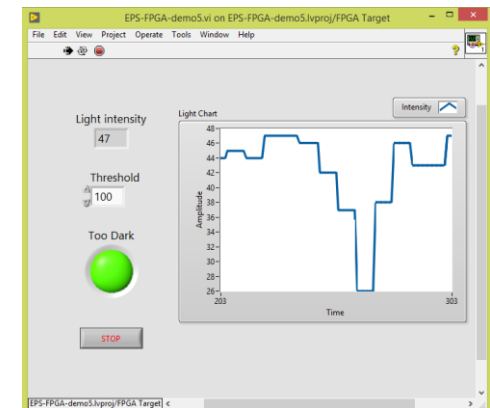 EPS-FPGA-demo5.vi on EPS-FPGA-demo5.lvproj/FPGA Target
File Edit View Project Operate Tools Window Help
Light intensity
47
Threshold
100
Too Dark
STOP
Light Chart
Intensity
Amplitude
48
46
44
42
40
38
36
34
32
30
28
26
203
303
Time
EPS-FPGA-demo5.lvproj/FPGA Target